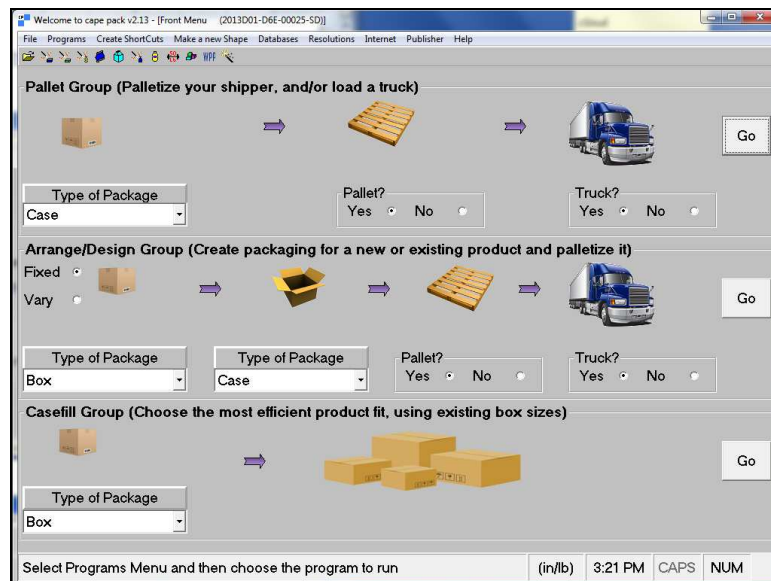 Welcome to cape pack v2.13 - [Front Menu (2013D01-D6E-00025-SD)]
File Programs Create ShortCuts Make a new Shape Databases Resolutions Internet Publisher Help
WPF
Pallet Group (Palletize your shipper, and/or load a truck)
Go
Type of Package
Case
Pallet?
Yes No
Truck?
Yes No
Arrange/Design Group (Create packaging for a new or existing product and palletize it)
Fixed
Vary
Go
Type of Package
Box
Type of Package
Case
Pallet?
Yes No
Truck?
Yes No
Casefill Group (Choose the most efficient product fit, using existing box sizes)
Go
Type of Package
Box
Select Programs Menu and then choose the program to run (in/lb) 3:21 PM CAPS NUM